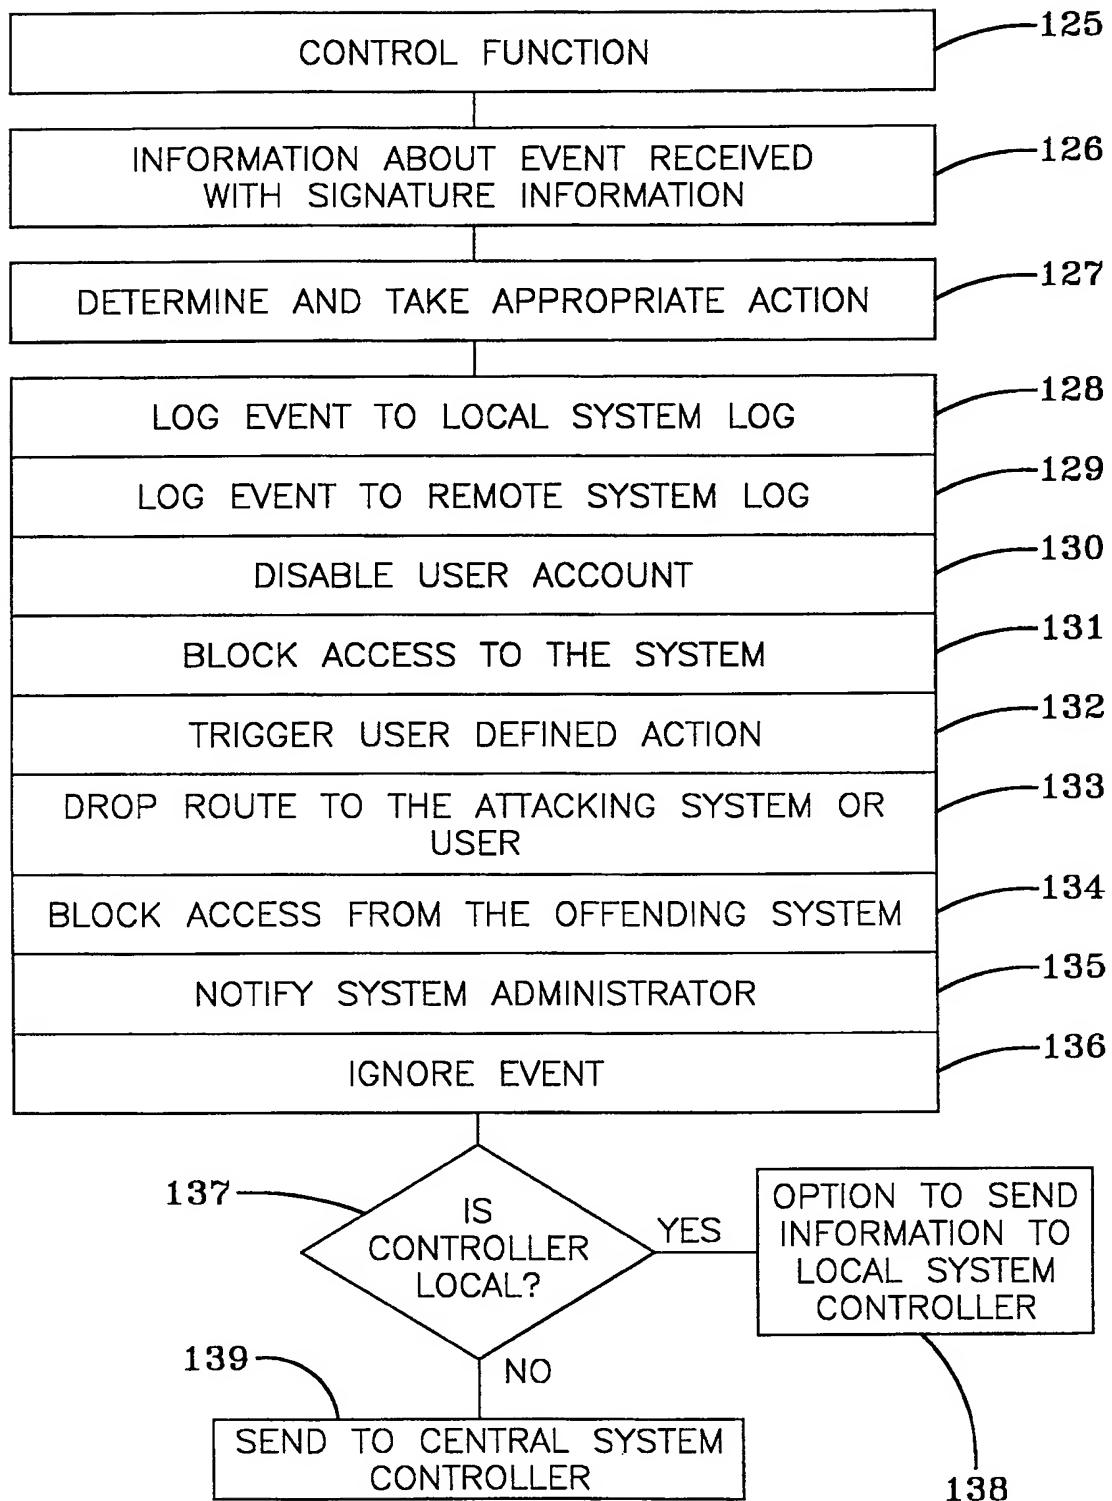 CONTROL FUNCTION
125
INFORMATION ABOUT EVENT RECEIVED
WITH SIGNATURE INFORMATION
126
DETERMINE AND TAKE APPROPRIATE ACTION
127
LOG EVENT TO LOCAL SYSTEM LOG
128
LOG EVENT TO REMOTE SYSTEM LOG
129
DISABLE USER ACCOUNT
130
BLOCK ACCESS TO THE SYSTEM
131
TRIGGER USER DEFINED ACTION
132
DROP ROUTE TO THE ATTACKING SYSTEM OR
USER
133
BLOCK ACCESS FROM THE OFFENDING SYSTEM
134
NOTIFY SYSTEM ADMINISTRATOR
135
IGNORE EVENT
136
137
IS
CONTROLLER
LOCAL?
YES
OPTION TO SEND
INFORMATION TO
LOCAL SYSTEM
CONTROLLER
138
NO
139
SEND TO CENTRAL SYSTEM
CONTROLLER